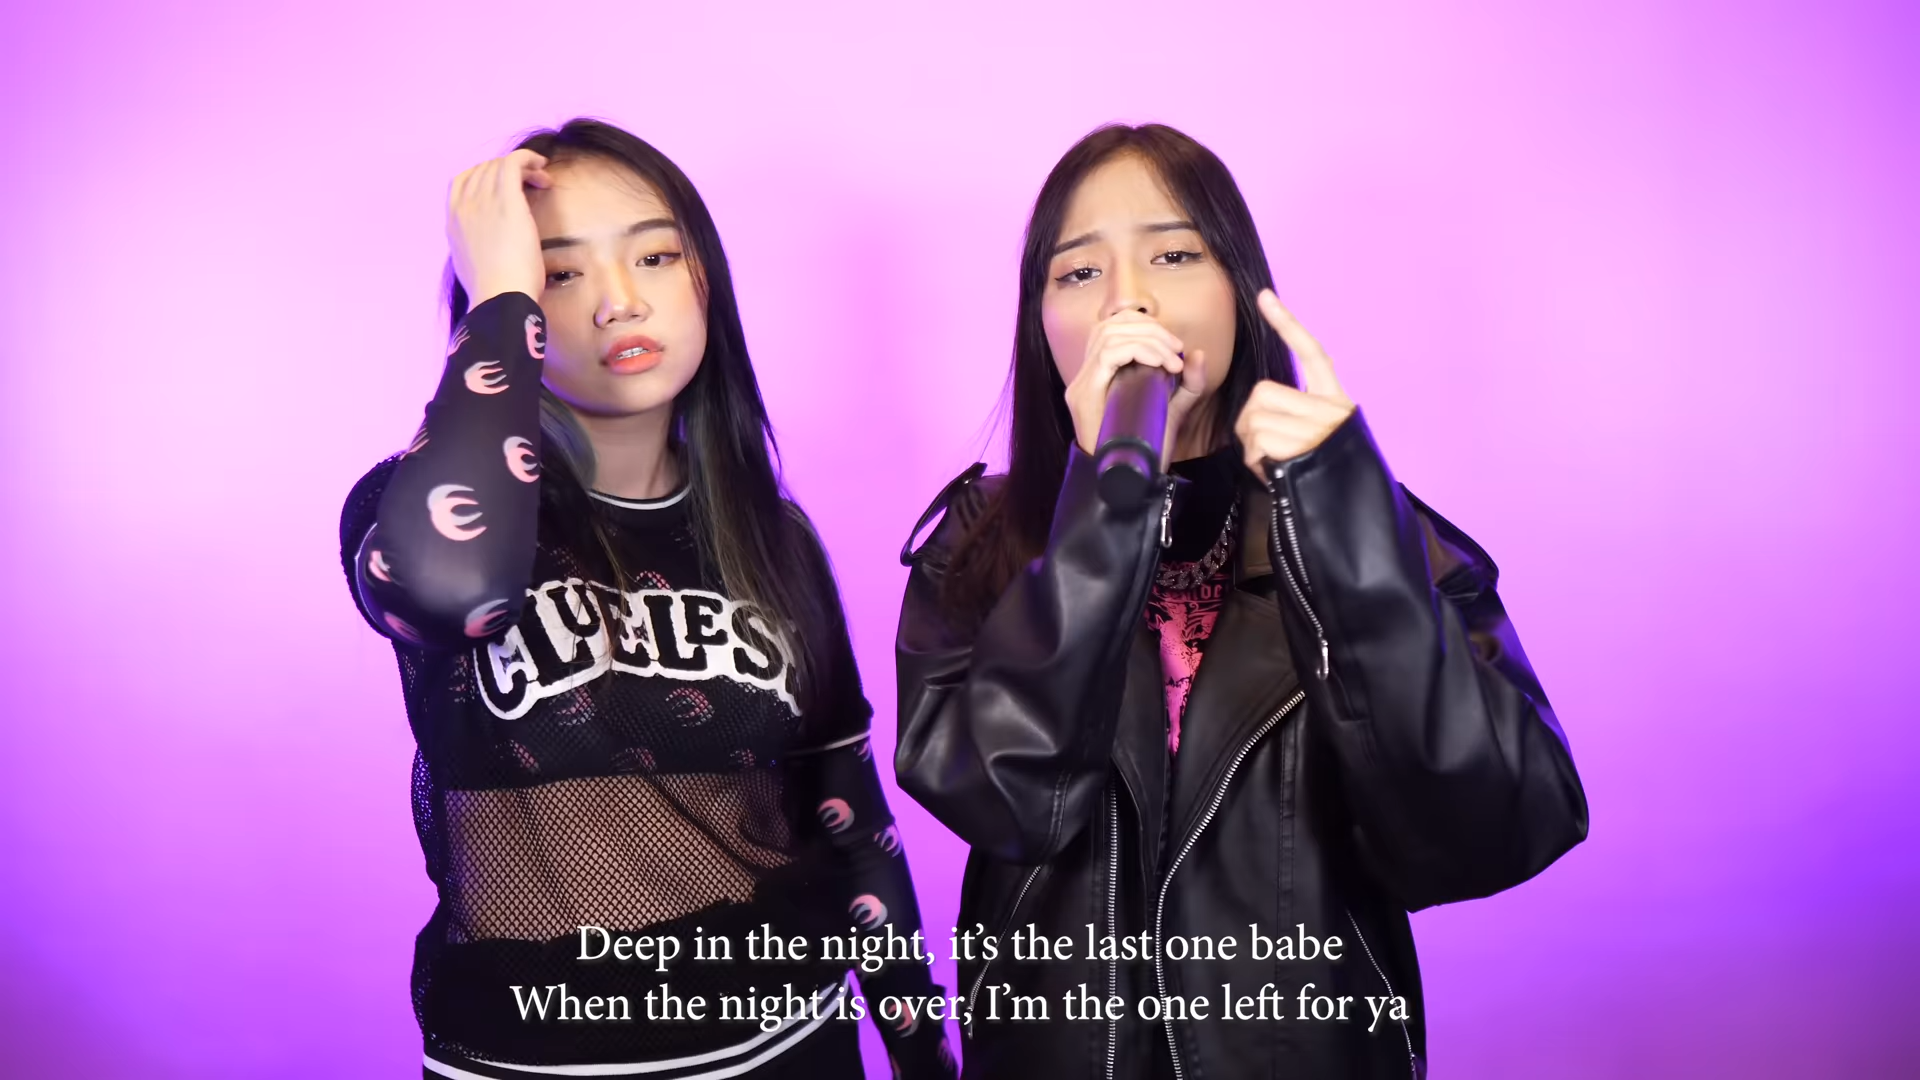 CLUELESS
Deep in the night, it's the last one babe
When the night is over, I'm the one left for ya